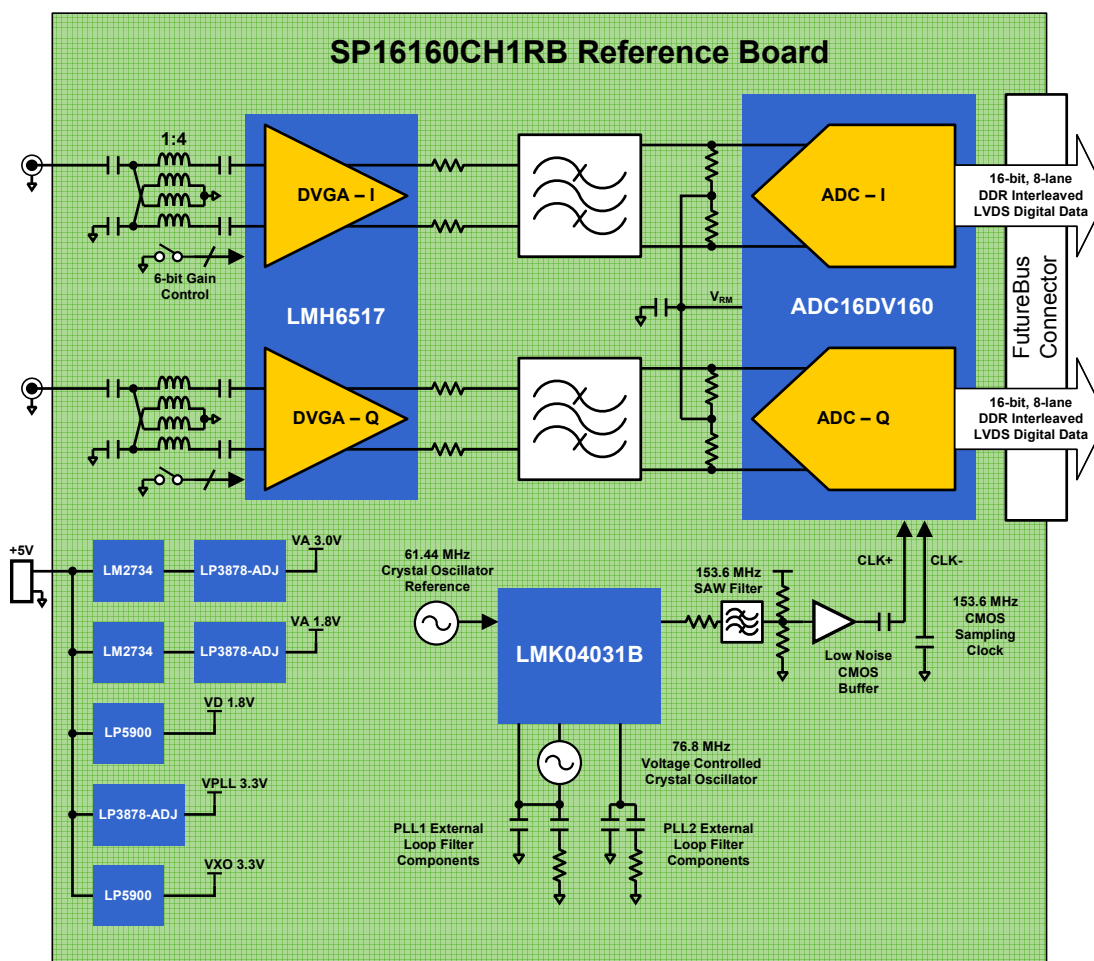 SP16160CH1RB Reference Board
1:4
DVGA – I
6-bit Gain
Control
LMH6517
DVGA – Q
ADC – I
VRM
ADC16DV160
ADC – Q
16-bit, 8-lane
DDR Interleaved
LVDS Digital Data
FutureBus
Connector
16-bit, 8-lane
DDR Interleaved
LVDS Digital Data
+5V
LM2734
LP3878-ADJ
VA 3.0V
LM2734
LP3878-ADJ
VA 1.8V
LP5900
VD 1.8V
LP3878-ADJ
VPLL 3.3V
LP5900
VXO 3.3V
61.44 MHz
Crystal Oscillator
Reference
LMK04031B
153.6 MHz
SAW Filter
Low Noise
CMOS
Buffer
CLK+
CLK-
153.6 MHz
CMOS
Sampling
Clock
76.8 MHz
Voltage Controlled
Crystal Oscillator
PLL1 External
Loop Filter
Components
PLL2 External
Loop Filter
Components